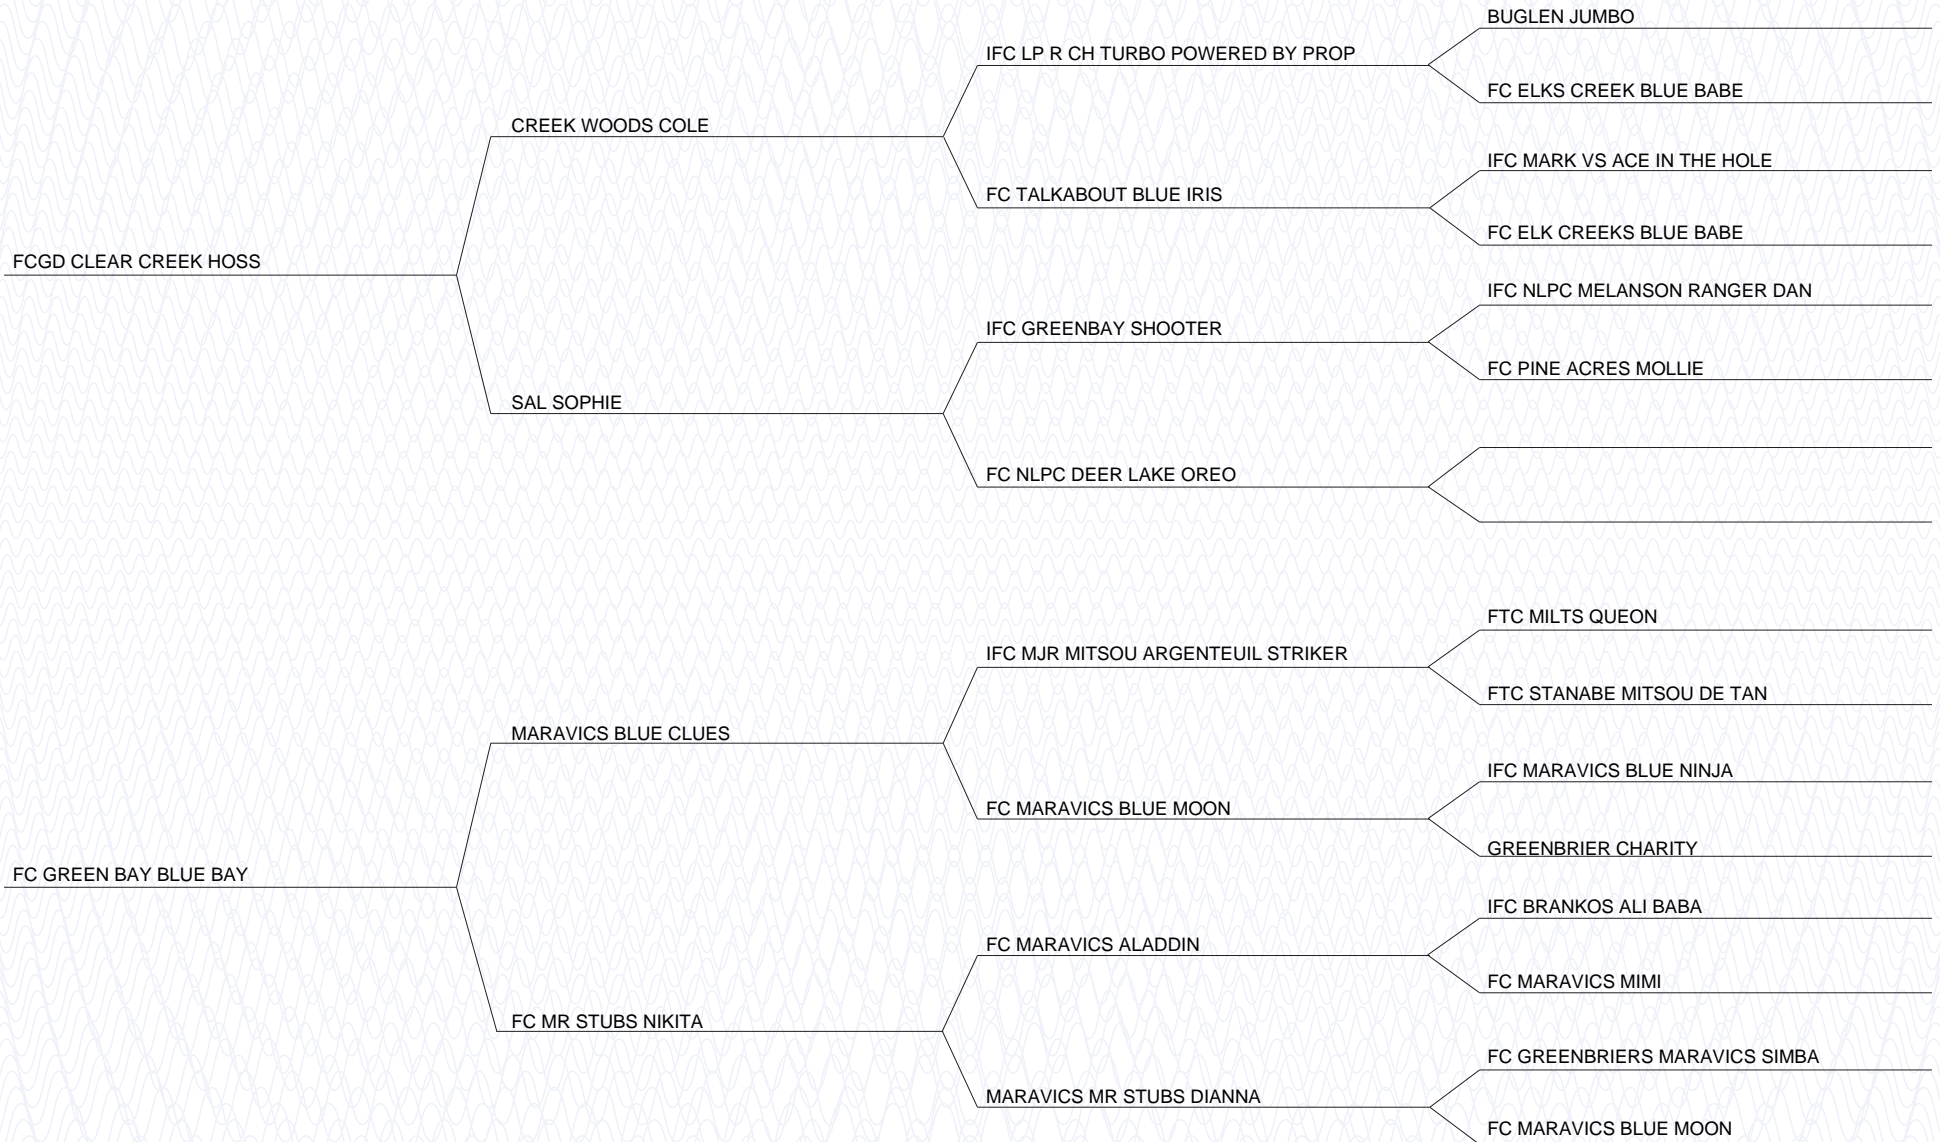 BUGLEN JUMBO
IFC LP R CH TURBO POWERED BY PROP
FC ELKS CREEK BLUE BABE
CREEK WOODS COLE
IFC MARK VS ACE IN THE HOLE
FC TALKABOUT BLUE IRIS
FC ELK CREEKS BLUE BABE
FCGD CLEAR CREEK HOSS
IFC NLPC MELANSON RANGER DAN
IFC GREENBAY SHOOTER
FC PINE ACRES MOLLIE
SAL SOPHIE
FC NLPC DEER LAKE OREO
FTC MILTS QUEON
IFC MJR MITSOU ARGENTEUIL STRIKER
FTC STANABE MITSOU DE TAN
MARAVICS BLUE CLUES
IFC MARAVICS BLUE NINJA
FC MARAVICS BLUE MOON
GREENBRIER CHARITY
FC GREEN BAY BLUE BAY
IFC BRANKOS ALI BABA
FC MARAVICS ALADDIN
FC MARAVICS MIMI
FC MR STUBS NIKITA
FC GREENBRIERS MARAVICS SIMBA
MARAVICS MR STUBS DIANNA
FC MARAVICS BLUE MOON